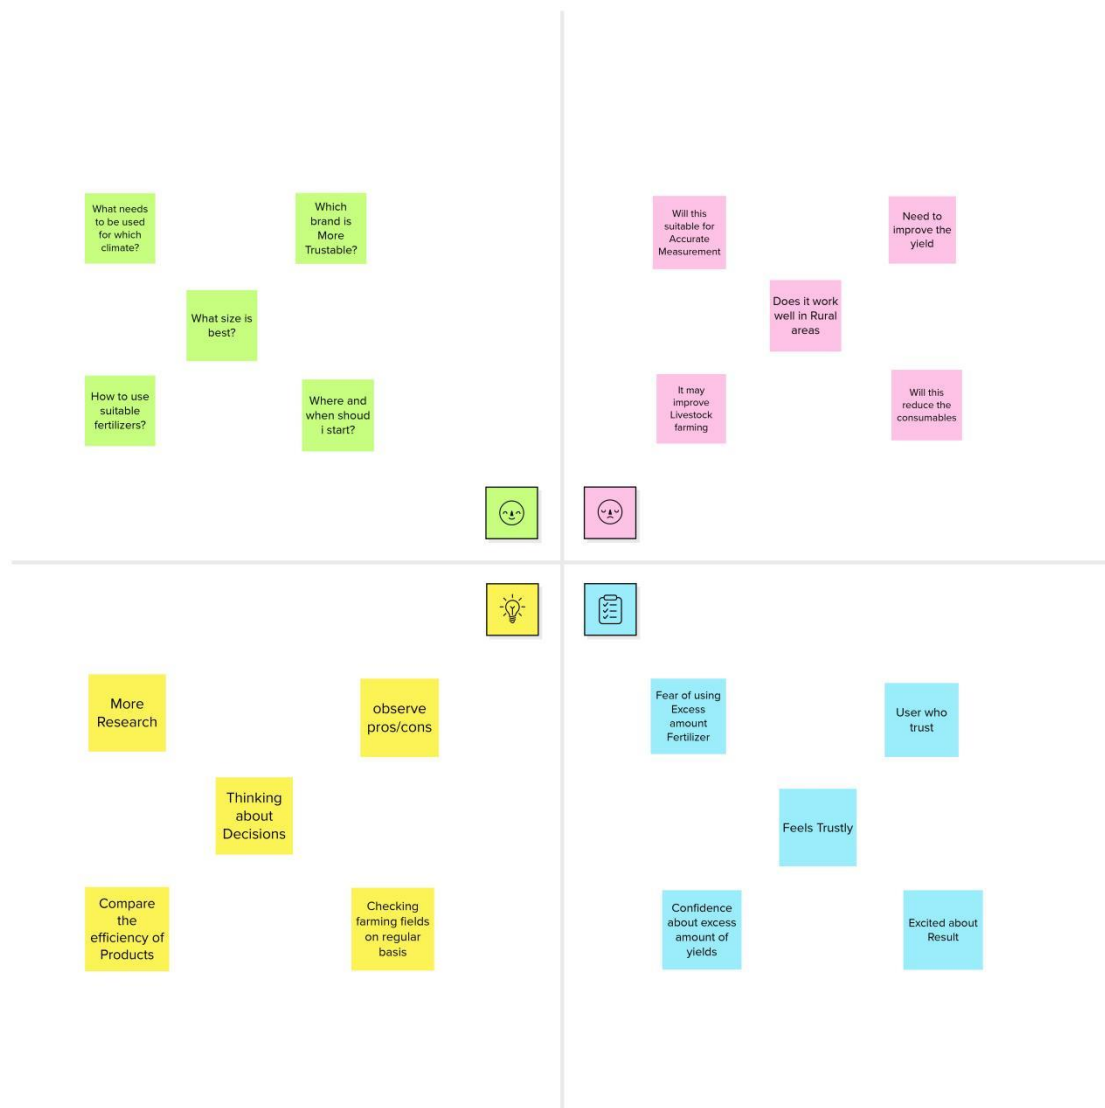 What needs
to be used
for which
climate?
Which
brand is
More
Trustable?
What size is
best?
How to use
suitable
fertilizers?
Where and
when shoud
i start?
Will this
suitable for
Accurate
Measurement
Need to
improve the
yield
Does it work
well in Rural
areas
It may
improve
Livestock
farming
Will this
reduce the
consumables
More
Research
observe
pros/cons
Thinking
about
Decisions
Compare
the
efficiency of
Products
Checking
farming fields
on regular
basis
Fear of using
Excess
amount
Fertilizer
User who
trust
Feels Trustly
Confidence
about excess
amount of
yields
Excited about
Result